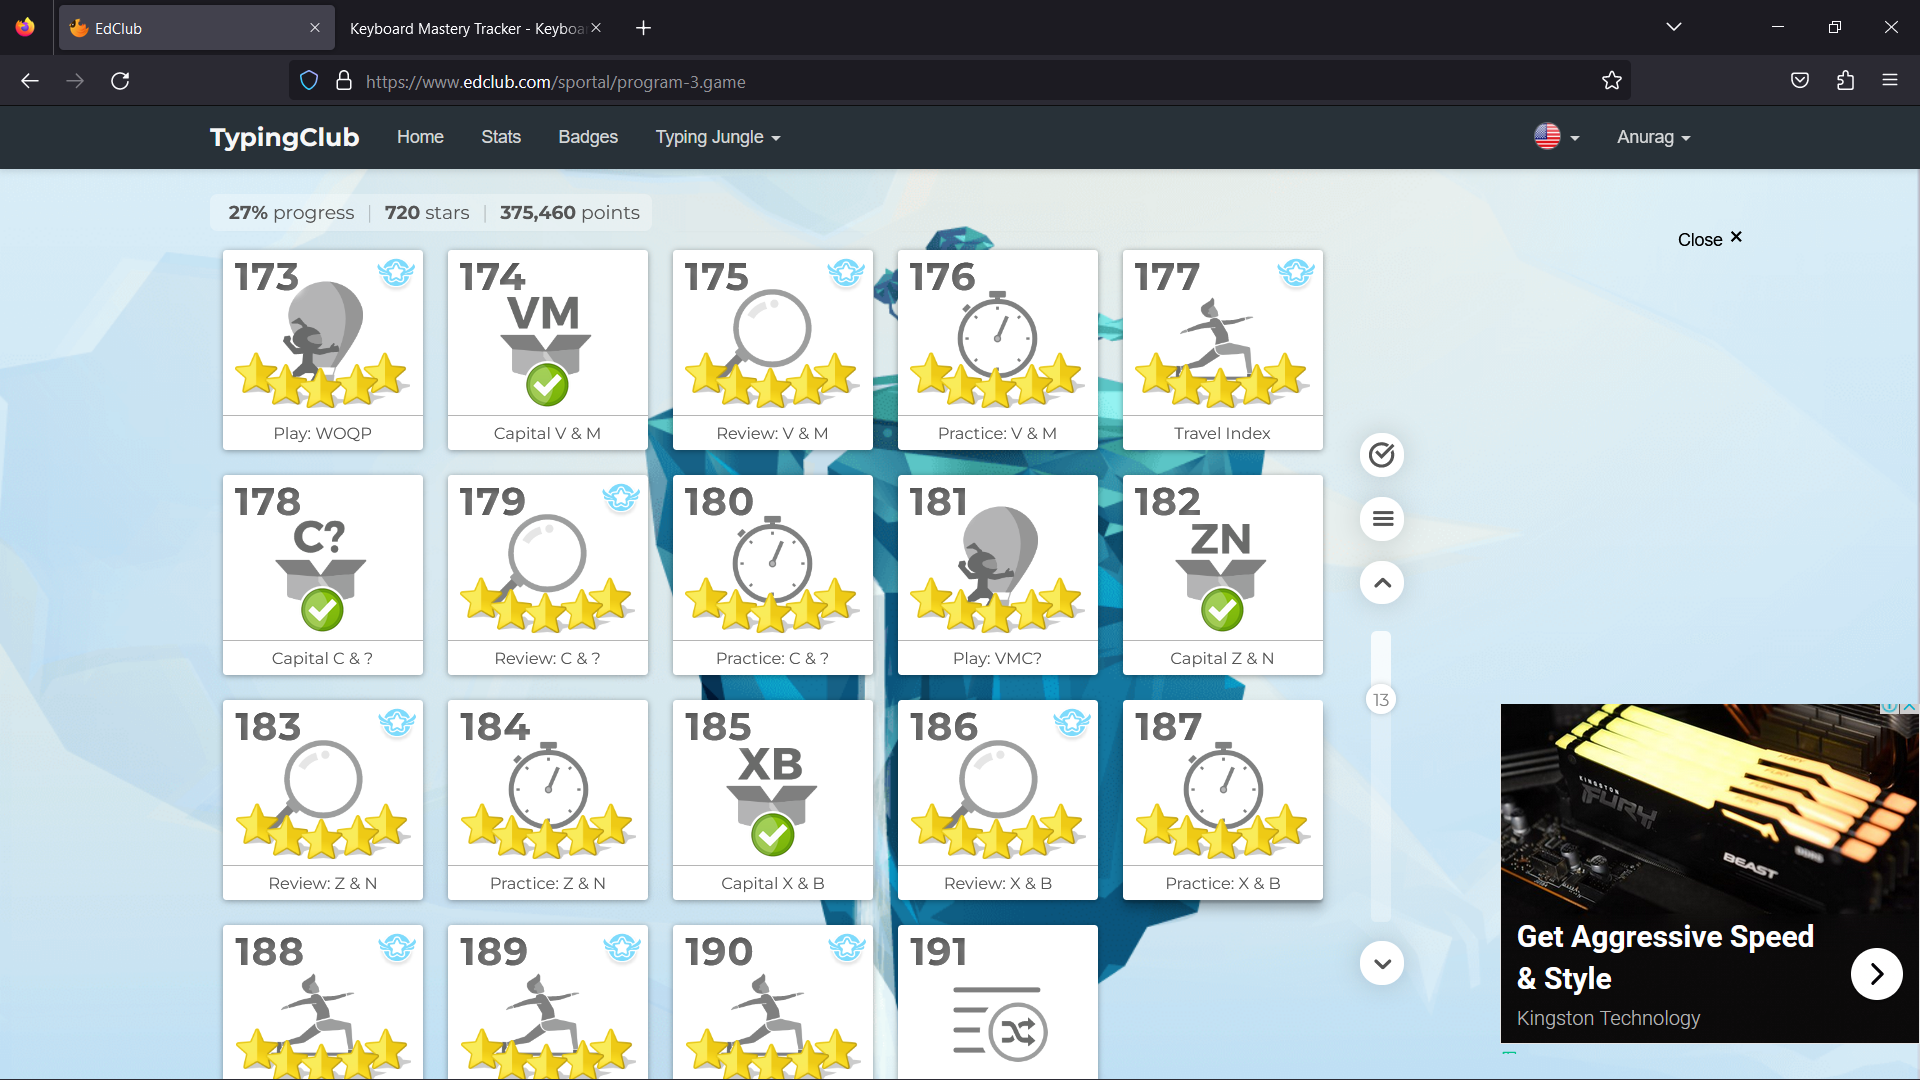 EdClub
Keyboard Mastery Tracker - Keyboa
https://www.edclub.com/sportal/program-3.game
TypingClub Home Stats Badges Typing Jungle Anurag
27% progress | 720 stars | 375,460 points
Close
173 174 175 176 177
VM
Play: WOQP Capital V & M Review: V & M Practice: V & M Travel Index
178 179 180 181 182
C? ZN
Capital C & ? Review: C & ? Practice: C & ? Play: VMC? Capital Z & N
13
183 184 185 186 187
XB
Review: Z & N Practice: Z & N Capital X & B Review: X & B Practice: X & B
188 189 190 191
KINGSTON
FURY
BEAST
Get Aggressive Speed
& Style
Kingston Technology